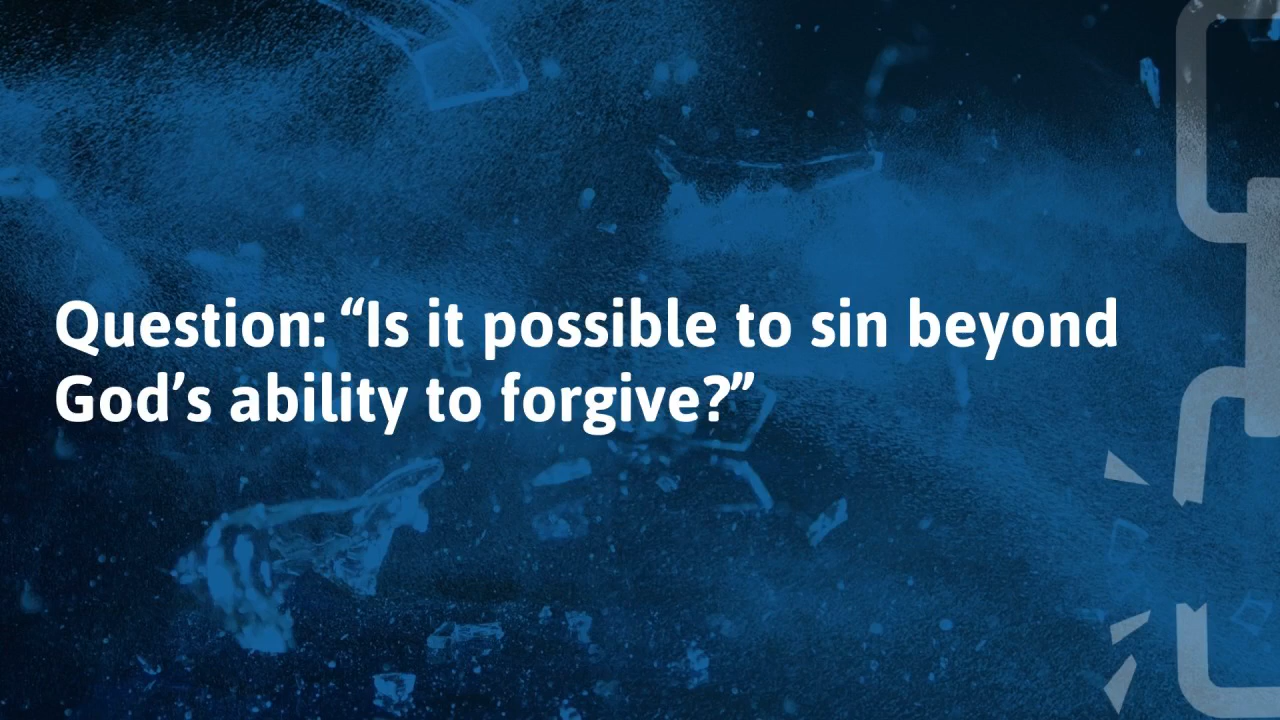 Question: “Is it possible to sin beyond
God’s ability to forgive?”